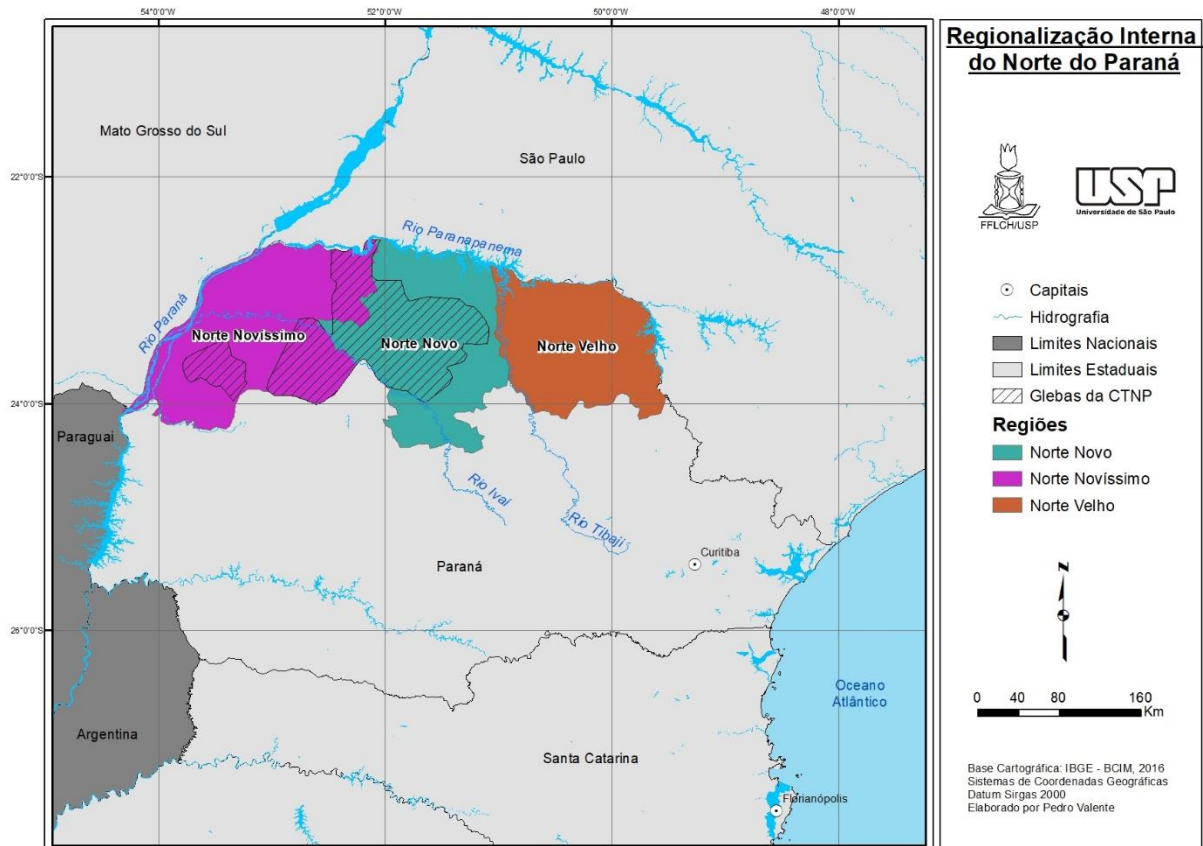 54°0'0"O
52°0'0"O
50°0'0"O
48°0'0"O
Mato Grosso do Sul
São Paulo
22°0'0"S
Rio Paranapanema
Rio Paraná
Norte Novíssimo
Norte Novo
Norte Velho
24°0'0"S
Paraguai
Rio Ivaí
Rio Tibaji
Curitiba
Paraná
26°0'0"S
Oceano
Atlântico
Argentina
Santa Catarina
Florianópolis
Regionalização Interna
do Norte do Paraná
FFLCH/USP
USP
Universidade de São Paulo
Capitais
Hidrografia
Limites Nacionais
Limites Estaduais
Glebas da CTNP
Regiões
Norte Novo
Norte Novíssimo
Norte Velho
N
0 40 80 160
Km
Base Cartográfica: IBGE - BCIM, 2016
Sistemas de Coordenadas Geográficas
Datum Sirgas 2000
Elaborado por Pedro Valente